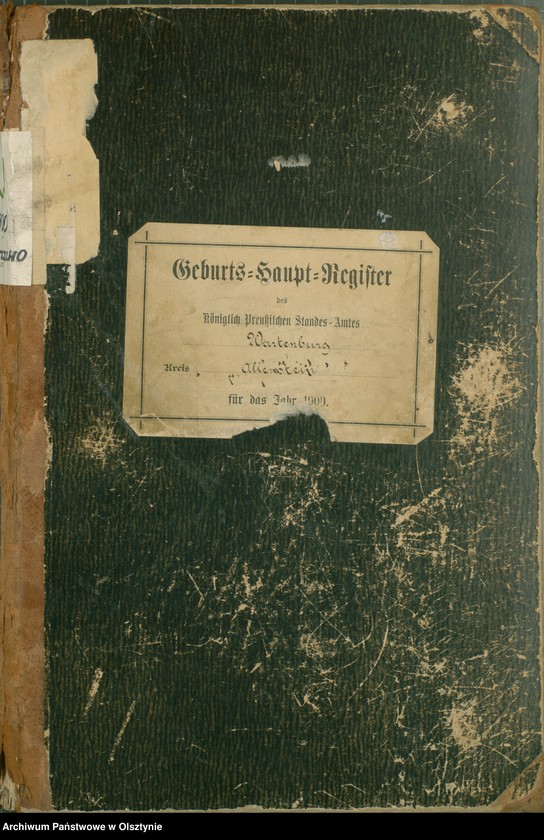 Geburts=Haupt=Register
des
Königlich Preußischen Standes=Amtes
Wartenburg
Kreis Allenstein
für das Jahr 1900.
Archiwum Państwowe w Olsztynie